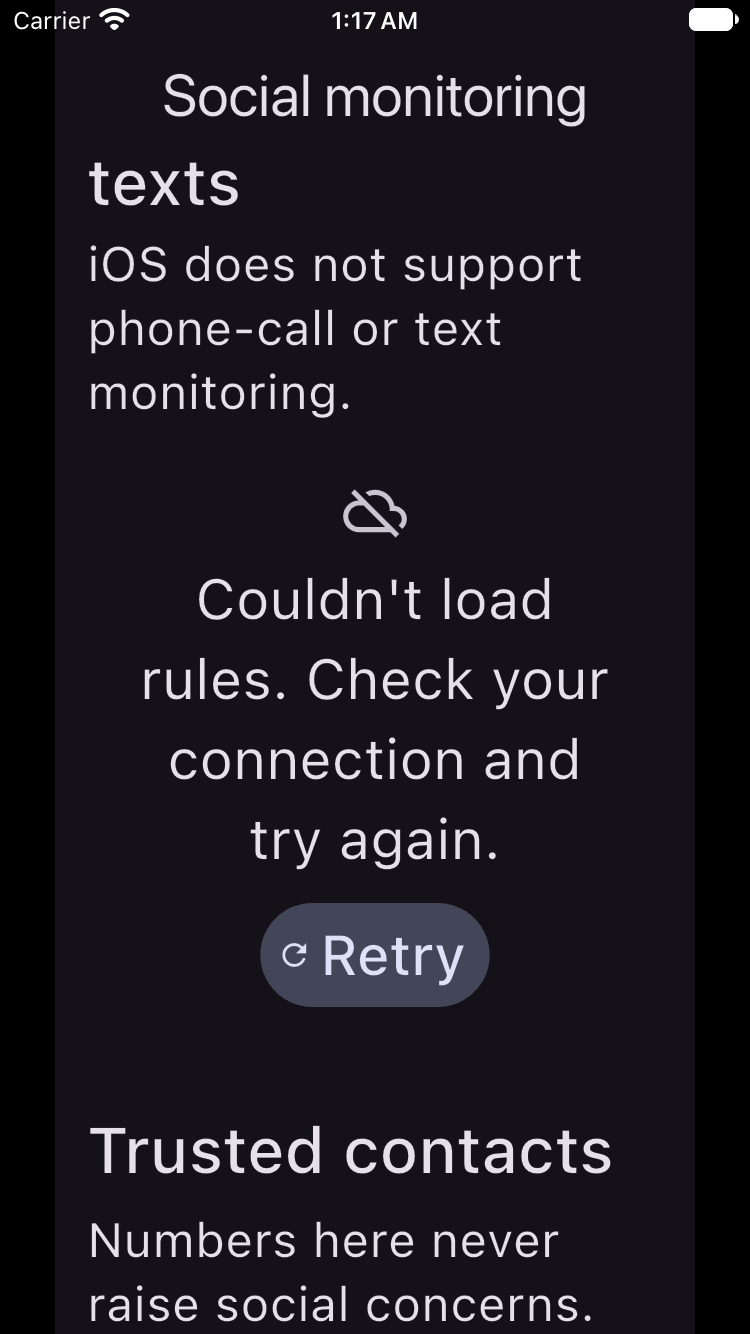 Carrier 1:17 AM
Social monitoring
texts
iOS does not support
phone-call or text
monitoring.
Couldn't load
rules. Check your
connection and
try again.
Retry
Trusted contacts
Numbers here never
raise social concerns.